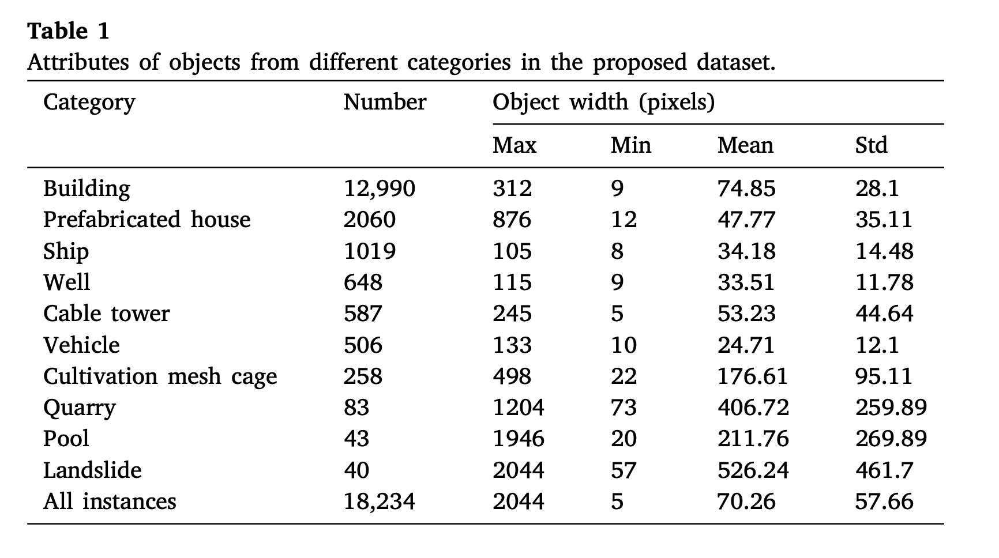 Table 1
Attributes of objects from different categories in the proposed dataset.
Category Number Object width (pixels)
Max Min Mean Std
Building 12,990 312 9 74.85 28.1
Prefabricated house 2060 876 12 47.77 35.11
Ship 1019 105 8 34.18 14.48
Well 648 115 9 33.51 11.78
Cable tower 587 245 5 53.23 44.64
Vehicle 506 133 10 24.71 12.1
Cultivation mesh cage 258 498 22 176.61 95.11
Quarry 83 1204 73 406.72 259.89
Pool 43 1946 20 211.76 269.89
Landslide 40 2044 57 526.24 461.7
All instances 18,234 2044 5 70.26 57.66